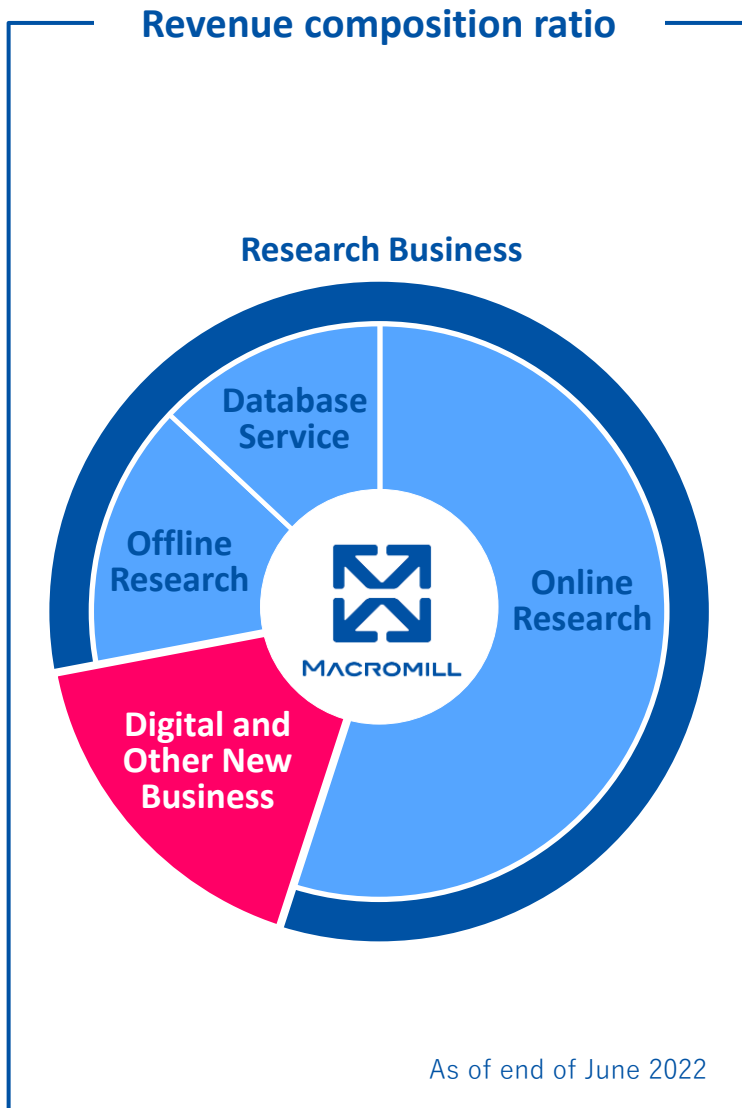 Revenue composition ratio
Research Business
Database
Service
Offline
Research
Online
Research
MACROMILL
Digital and
Other New
Business
As of end of June 2022